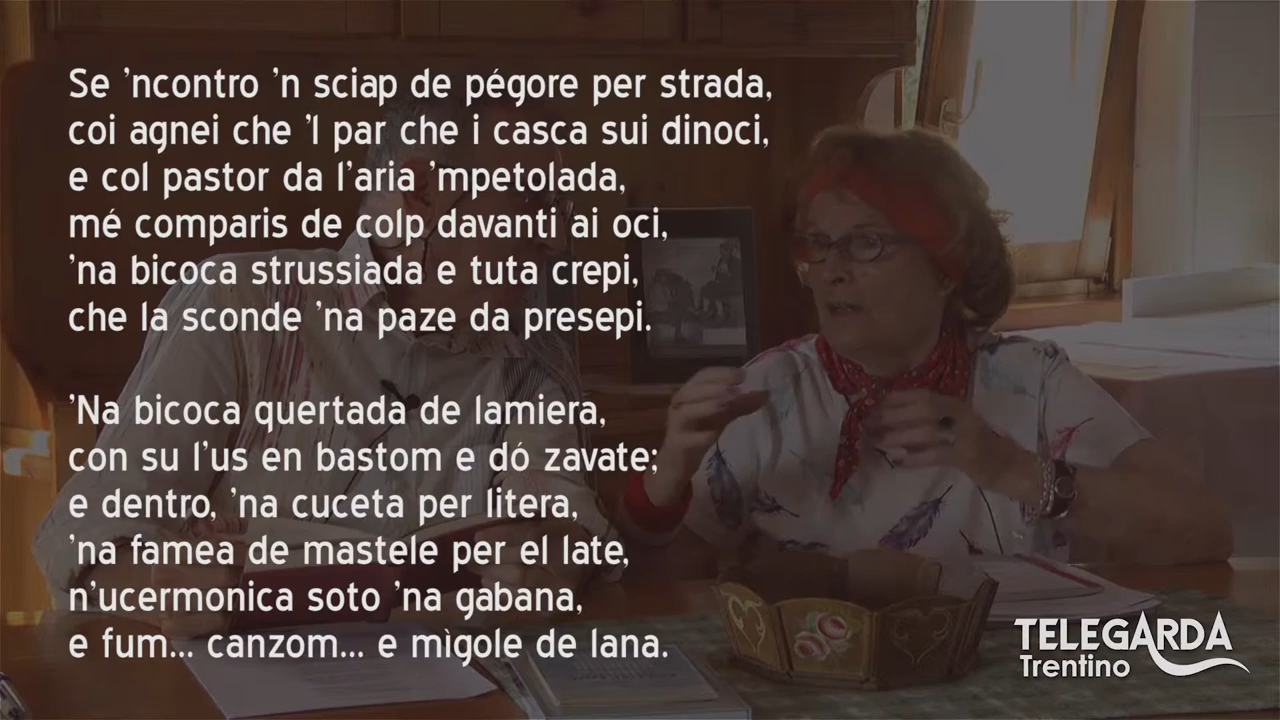 Se 'ncontro 'n sciap de pégore per strada,
coi agnei che 'l par che i casca sui dinoci,
e col pastor da l'aria 'mpetolada,
mé comparis de colp davanti ai oci,
'na bicoca strussiada e tuta crepi,
che la sconde 'na paze da presepi.
'Na bicoca quertada de lamiera,
con su l'us en bastom e dó zavate;
e dentro, 'na cuceta per litera,
'na famea de mastele per el late,
n'ucermonica soto 'na gabana,
e fum... canzom... e mìgole de lana.
TELEGARDA
Trentino